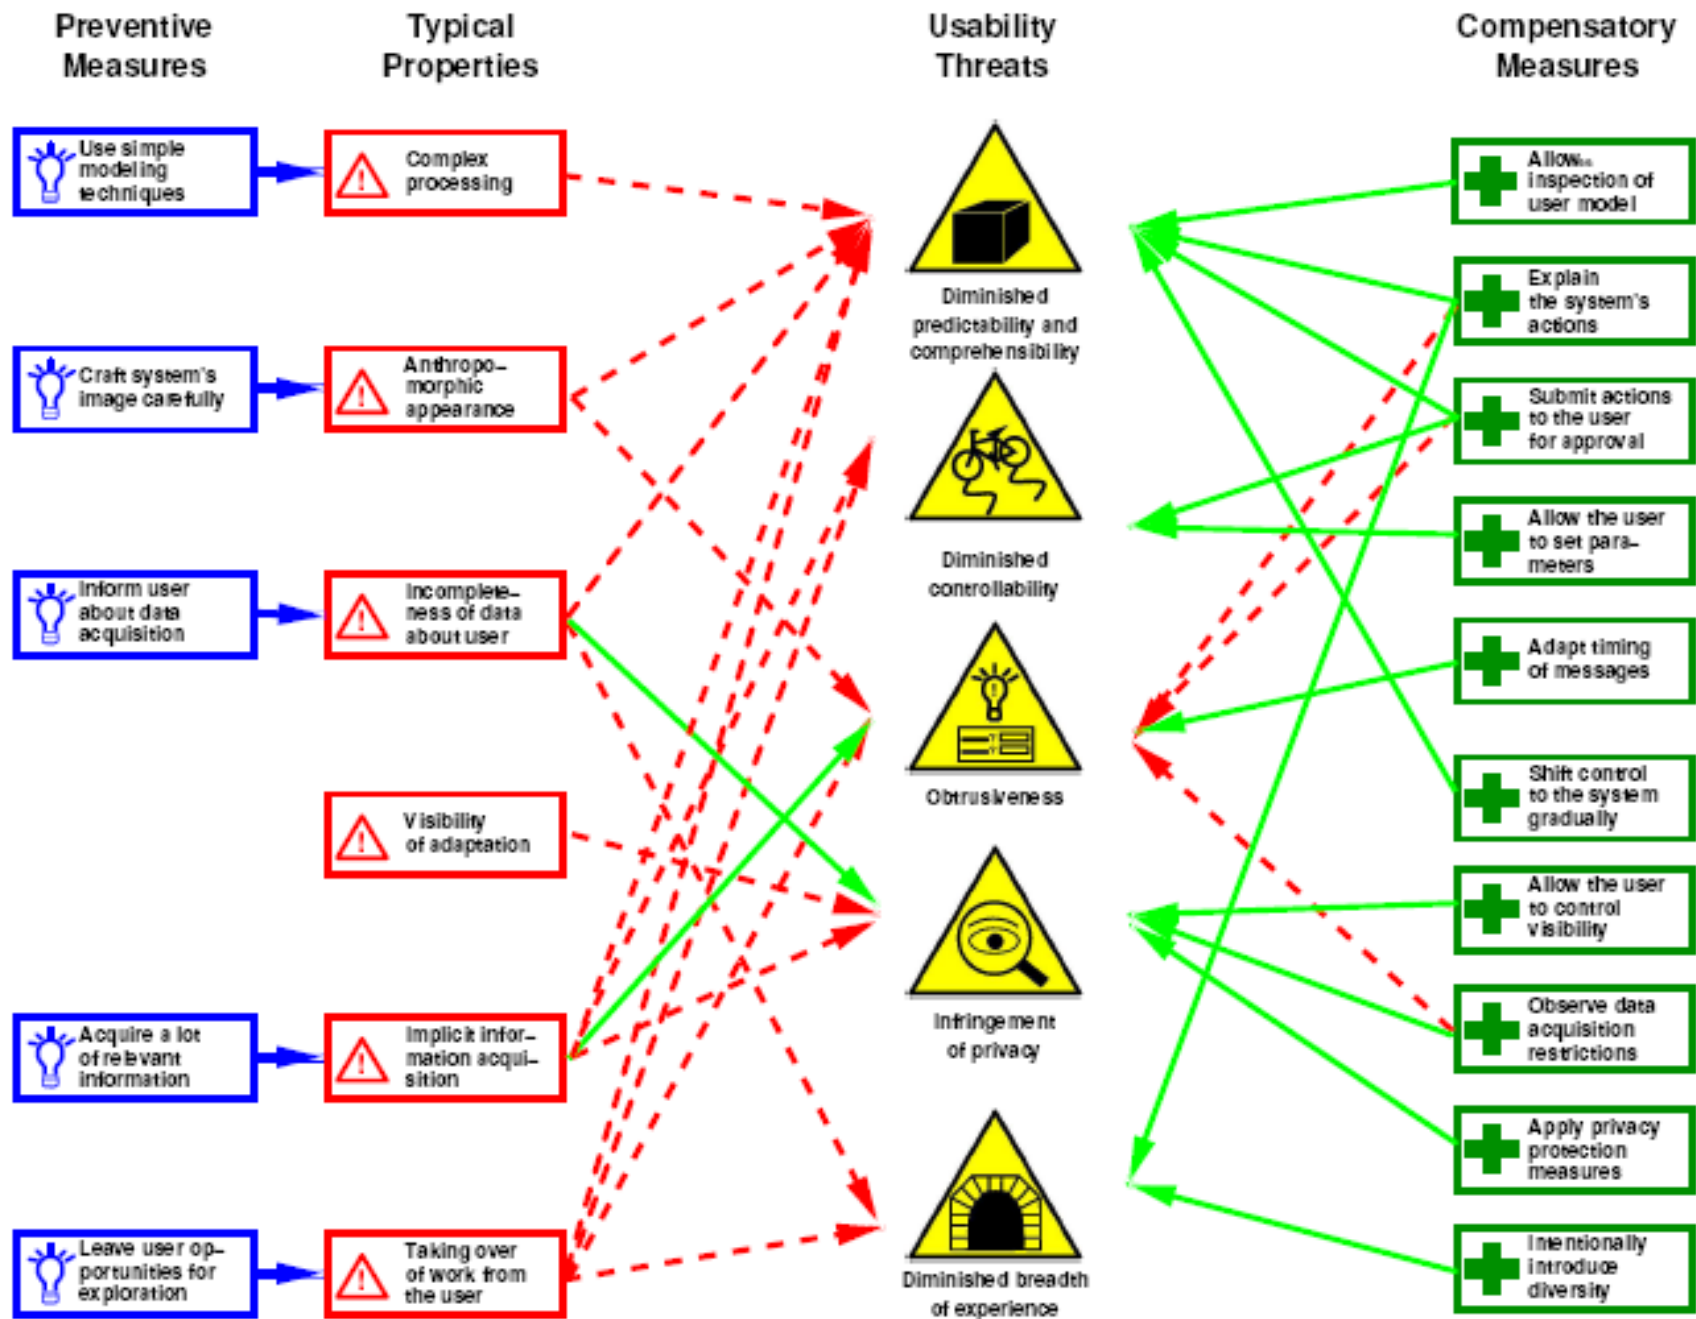 Preventive
Measures
Typical
Properties
Usability
Threats
Compensatory
Measures
Use simple
modeling
techniques
Craft system's
image carefully
Inform user
about data
acquisition
Acquire a lot
of relevant
information
Leave user op-
portunities for
exploration
Complex
processing
Anthropo-
morphic
appearance
Incomplete-
ness of data
about user
Visibility
of adaptation
Implicit infor-
mation acqui-
sition
Taking over
of work from
the user
Diminished
predictability and
comprehensibility
Diminished
controllability
Obtrusiveness
Infringement
of privacy
Diminished breadth
of experience
Allow
inspection of
user model
Explain
the system's
actions
Submit actions
to the user
for approval
Allow the user
to set para-
meters
Adapt timing
of messages
Shift control
to the system
gradually
Allow the user
to control
visibility
Observe data
acquisition
restrictions
Apply privacy
protection
measures
Intentionally
introduce
diversity